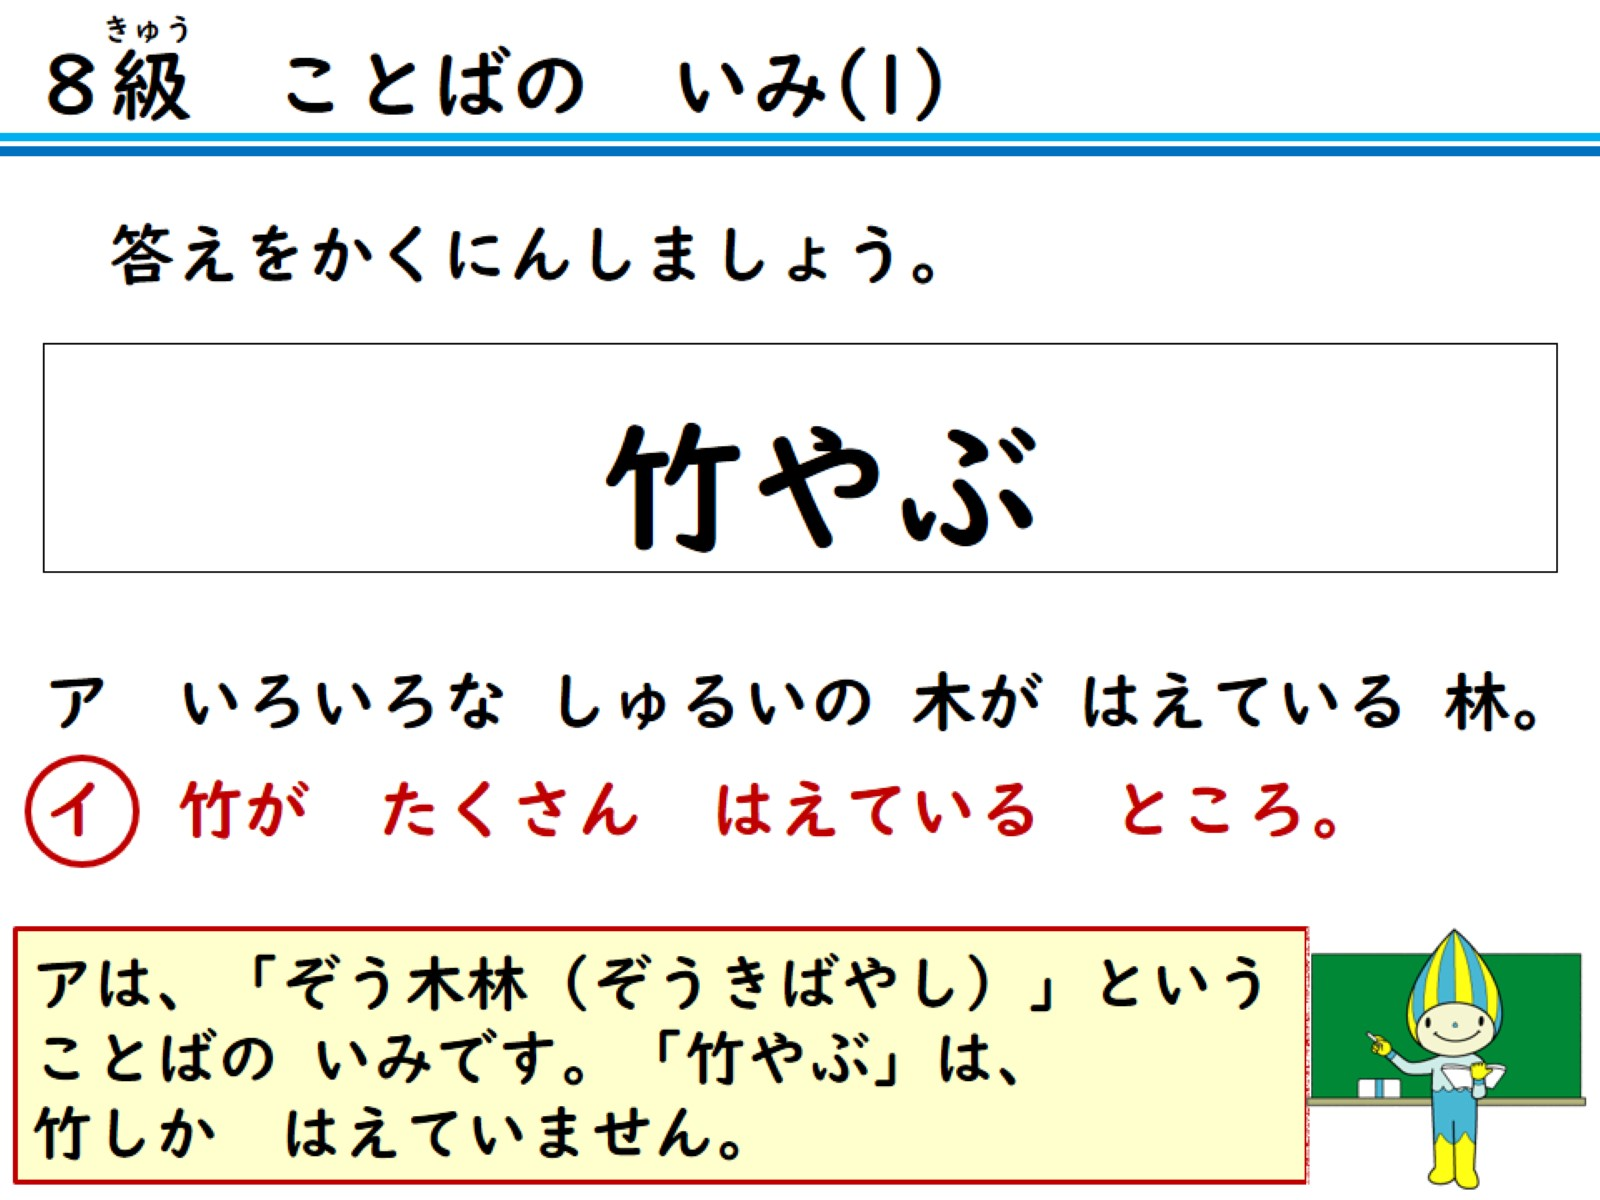 きゅう
８級　ことばの　いみ(1)
答えをかくにんしましょう。
竹やぶ
ア　いろいろな しゅるいの 木が はえている 林。
イ　竹が　たくさん　はえている　ところ。
アは、「ぞう木林（ぞうきばやし）」という
ことばの いみです。「竹やぶ」は、
竹しか　はえていません。